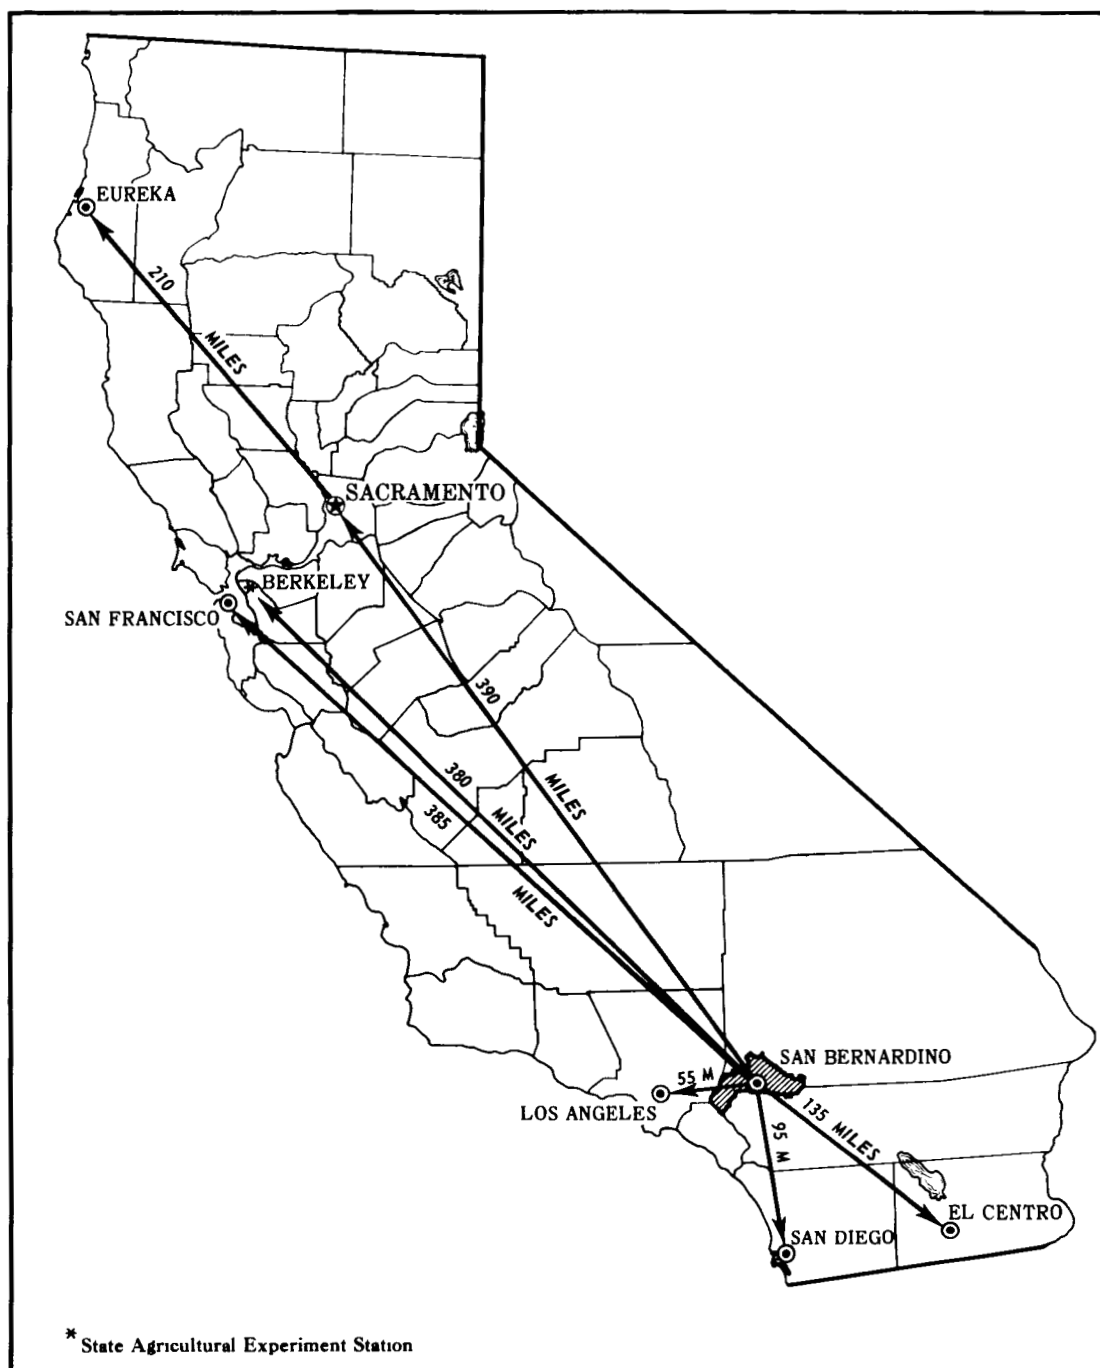 EUREKA
210
MILES
SACRAMENTO
BERKELEY
SAN FRANCISCO
390
MILES
380
MILES
385
MILES
SAN BERNARDINO
55 M
LOS ANGELES
135 MILES
95 M
EL CENTRO
SAN DIEGO
* State Agricultural Experiment Station